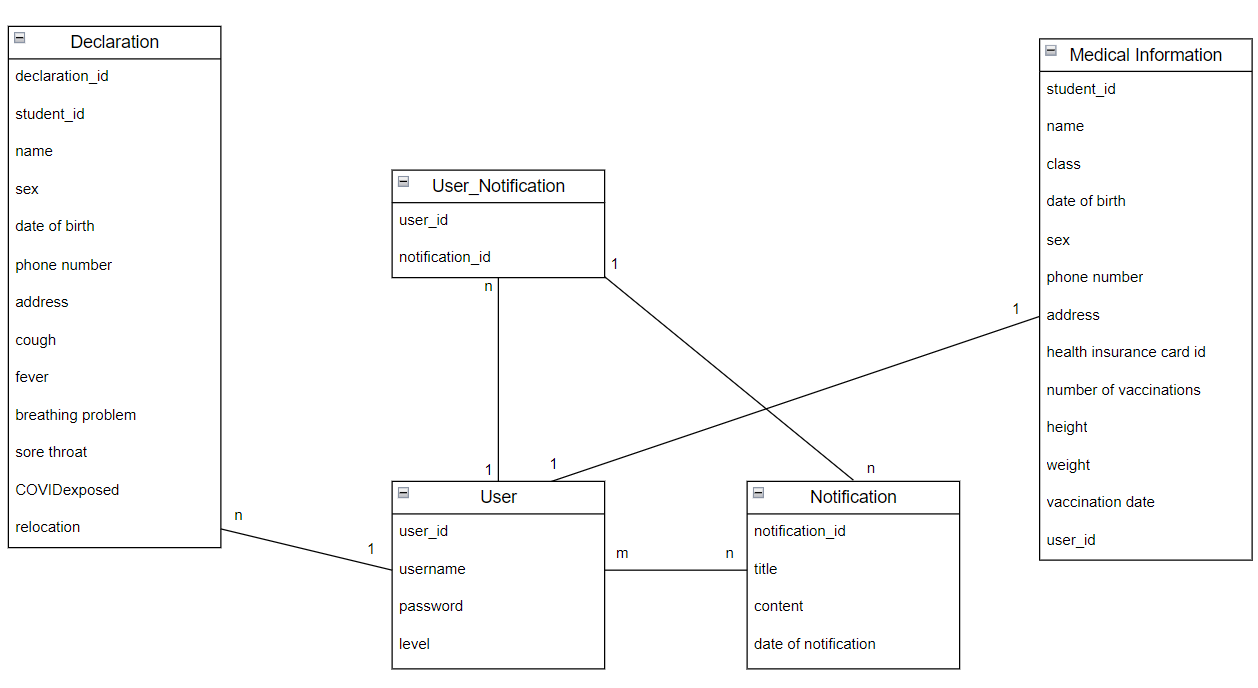 Declaration
declaration_id
student_id
name
sex
date of birth
phone number
address
cough
fever
breathing problem
sore throat
COVIDexposed
relocation
n
1
User_Notification
user_id
notification_id
n
1
1
1
User
user_id
username
password
level
m
n
n
Notification
notification_id
title
content
date of notification
1
Medical Information
student_id
name
class
date of birth
sex
phone number
address
health insurance card id
number of vaccinations
height
weight
vaccination date
user_id